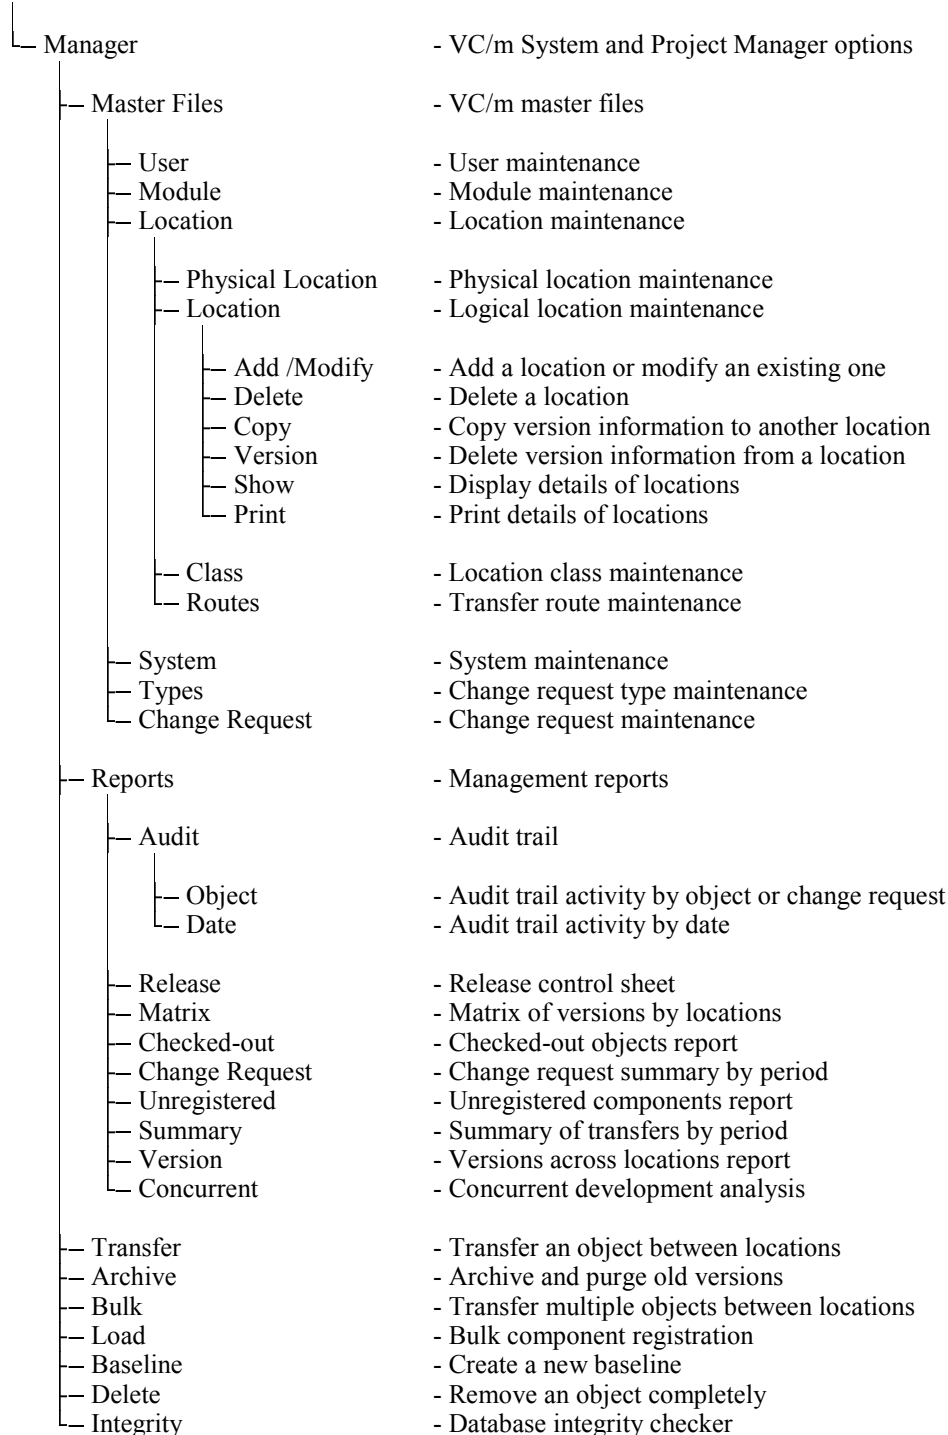 Manager - VC/m System and Project Manager options
Master Files - VC/m master files
User - User maintenance
Module - Module maintenance
Location - Location maintenance
Physical Location - Physical location maintenance
Location - Logical location maintenance
Add /Modify - Add a location or modify an existing one
Delete - Delete a location
Copy - Copy version information to another location
Version - Delete version information from a location
Show - Display details of locations
Print - Print details of locations
Class - Location class maintenance
Routes - Transfer route maintenance
System - System maintenance
Types - Change request type maintenance
Change Request - Change request maintenance
Reports - Management reports
Audit - Audit trail
Object - Audit trail activity by object or change request
Date - Audit trail activity by date
Release - Release control sheet
Matrix - Matrix of versions by locations
Checked-out - Checked-out objects report
Change Request - Change request summary by period
Unregistered - Unregistered components report
Summary - Summary of transfers by period
Version - Versions across locations report
Concurrent - Concurrent development analysis
Transfer - Transfer an object between locations
Archive - Archive and purge old versions
Bulk - Transfer multiple objects between locations
Load - Bulk component registration
Baseline - Create a new baseline
Delete - Remove an object completely
Integrity - Database integrity checker